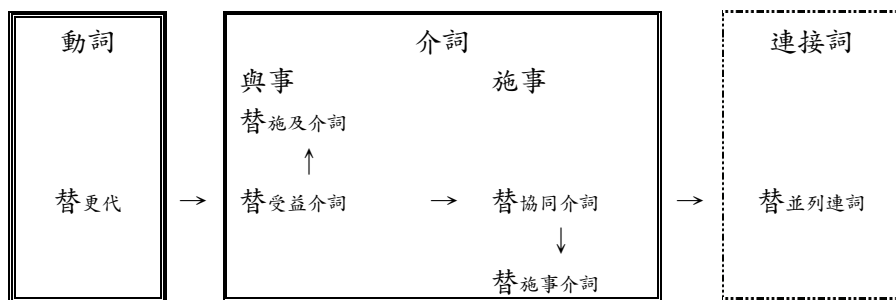 動詞 介詞 連接詞
與事 施事
替施及介詞
↑
替更代 → 替受益介詞 → 替協同介詞 → 替並列連詞
↓
替施事介詞